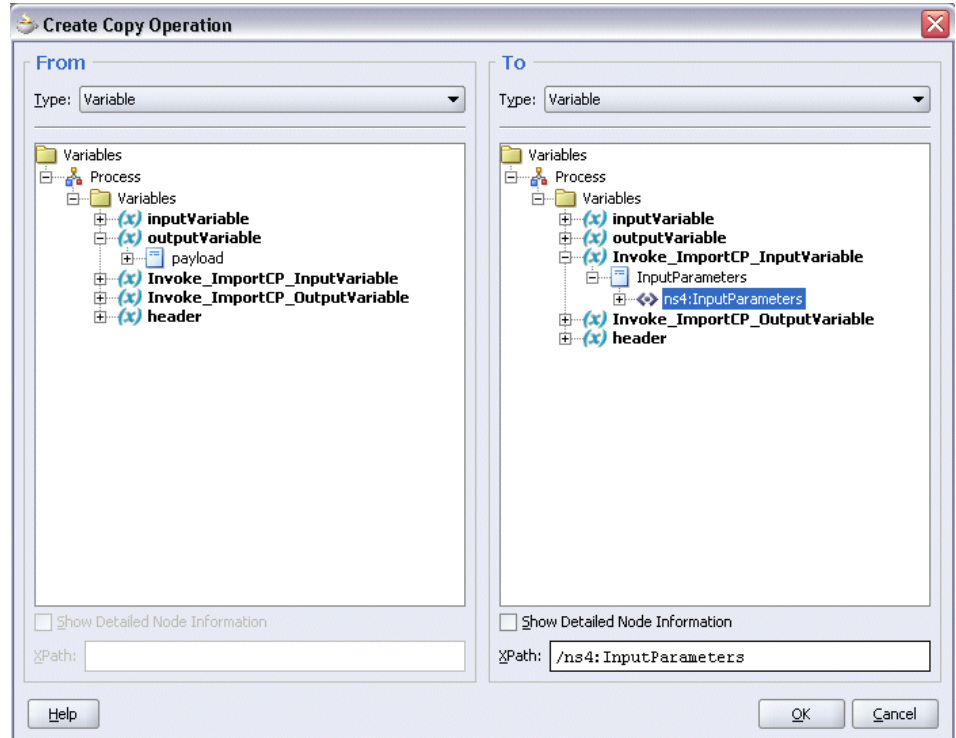 Create Copy Operation
From
Type: Variable
Variables
Process
Variables
(x) inputVariable
(x) outputVariable
payload
(x) Invoke_ImportCP_InputVariable
(x) Invoke_ImportCP_OutputVariable
(x) header
Show Detailed Node Information
XPath:
To
Type: Variable
Variables
Process
Variables
(x) inputVariable
(x) outputVariable
(x) Invoke_ImportCP_InputVariable
InputParameters
ns4:InputParameters
(x) Invoke_ImportCP_OutputVariable
(x) header
Show Detailed Node Information
XPath: /ns4:InputParameters
Help
OK
Cancel